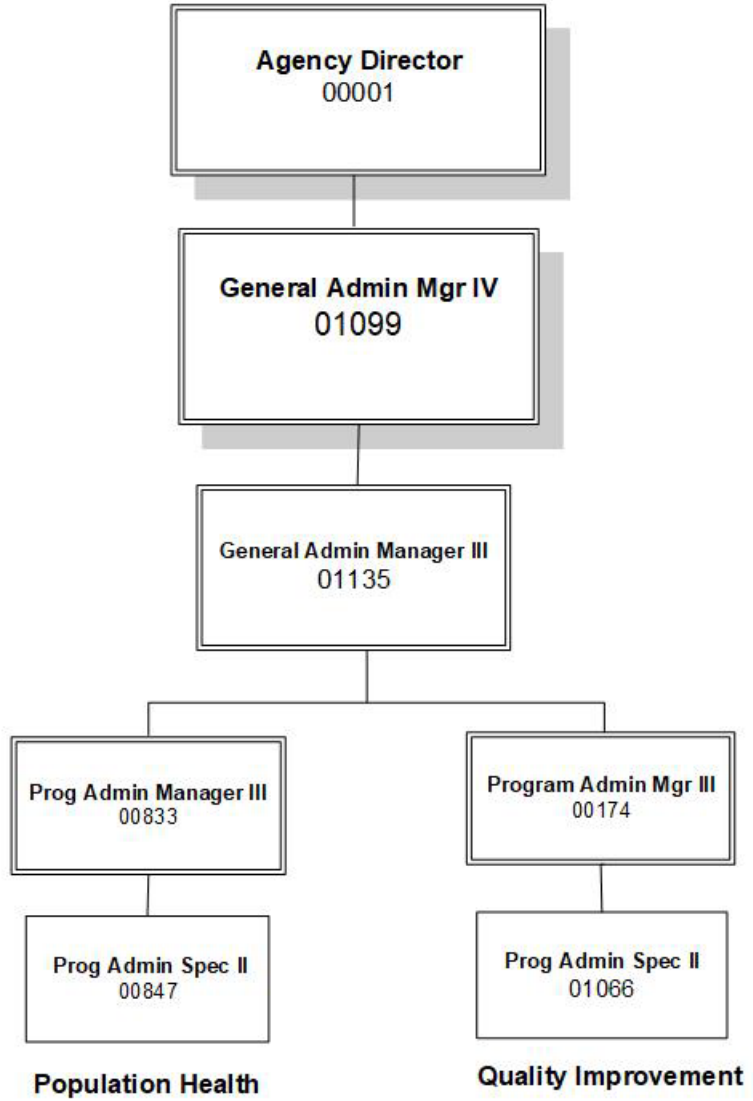 Agency Director
00001
General Admin Mgr IV
01099
General Admin Manager III
01135
Prog Admin Manager III
00833
Program Admin Mgr III
00174
Prog Admin Spec II
00847
Prog Admin Spec II
01066
Population Health
Quality Improvement